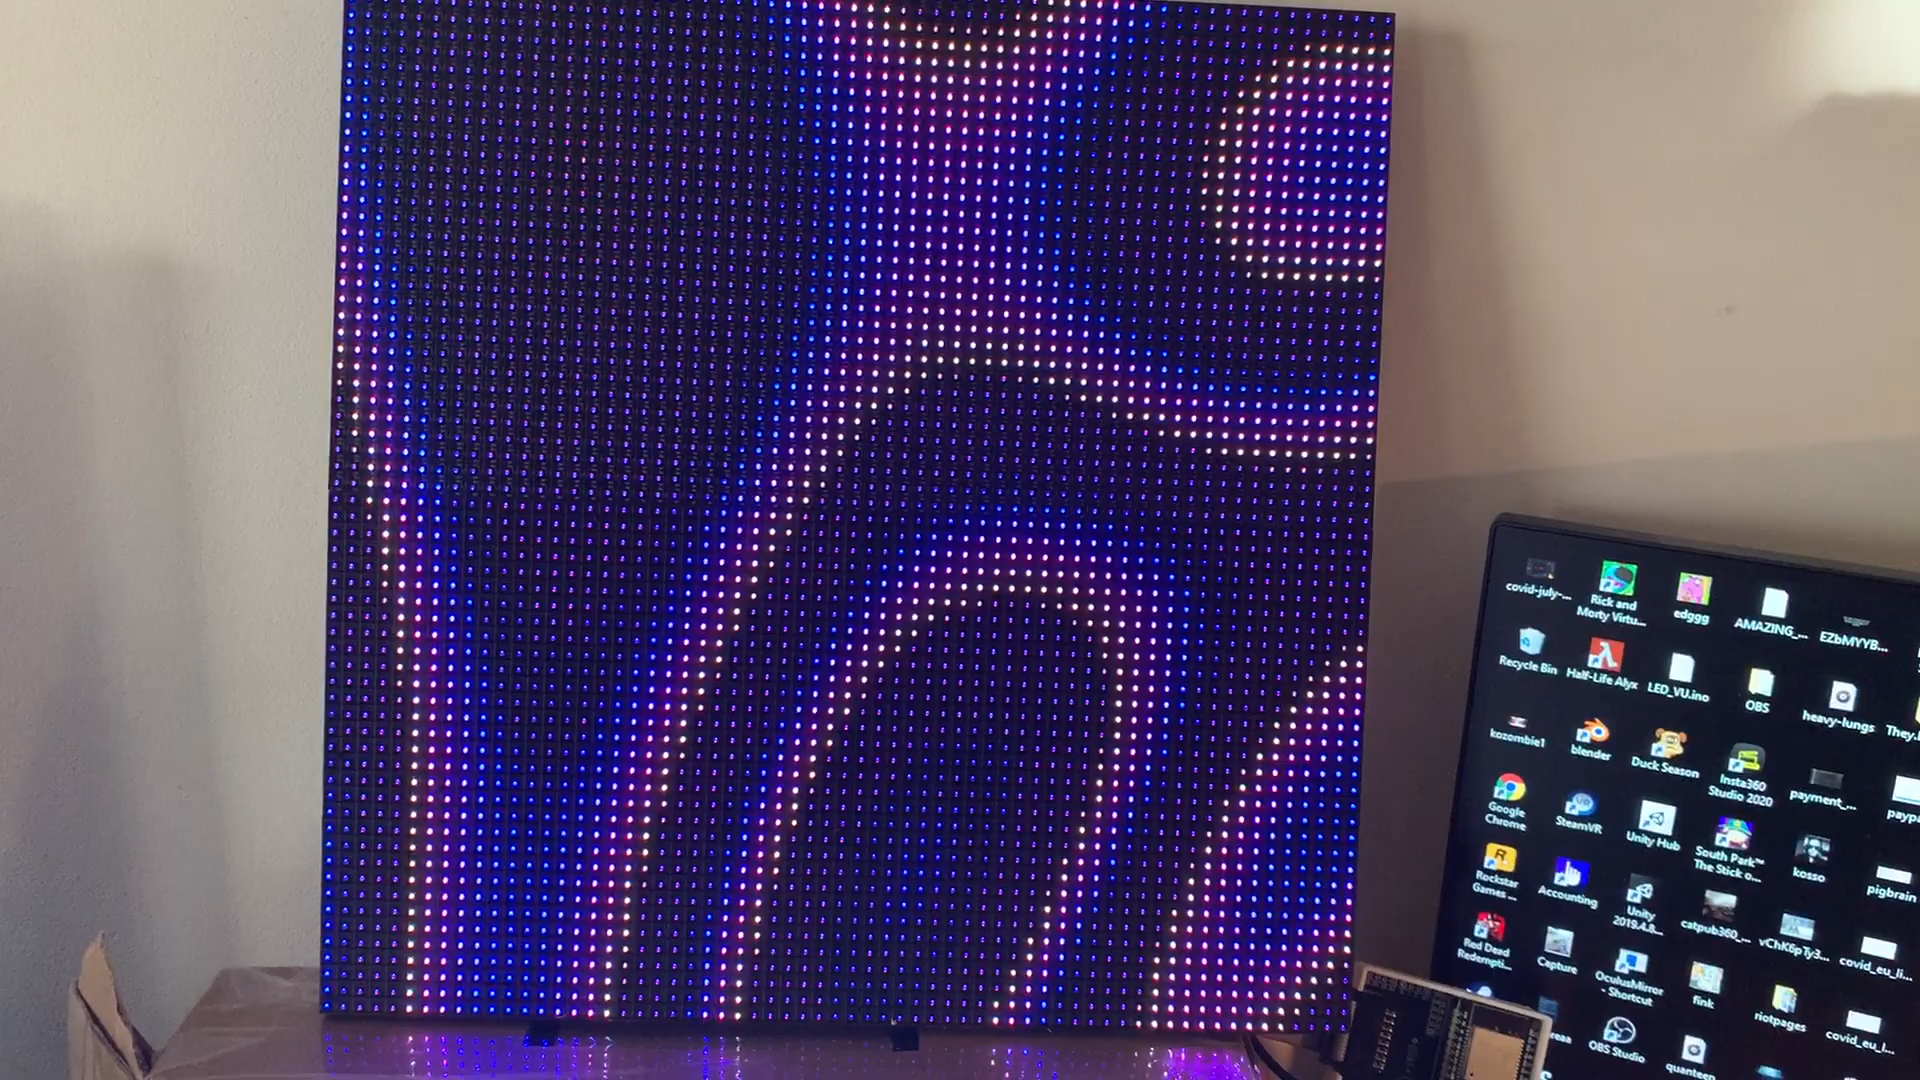 covid-july-...
Rick and
Morty Virtu...
edggg
AMAZING_...
EZbMYYB...
Recycle Bin
Half-Life Alyx
LED_VU.ino
OBS
heavy-lungs
They.
kozombie1
blender
Duck Season
Insta360
Studio 2020
payment_...
paypa
Google
Chrome
SteamVR
Unity Hub
South Park™
The Stick o...
kosso
pigbrain
Rockstar
Games ...
Accounting
Unity
2019.4.8...
catpub360_...
vChK6pTy3...
covid_eu_li...
Red Dead
Redempti...
Capture
OculusMirror
- Shortcut
fink
riotpages
covid_eu_l...
OBS Studio
quanteen